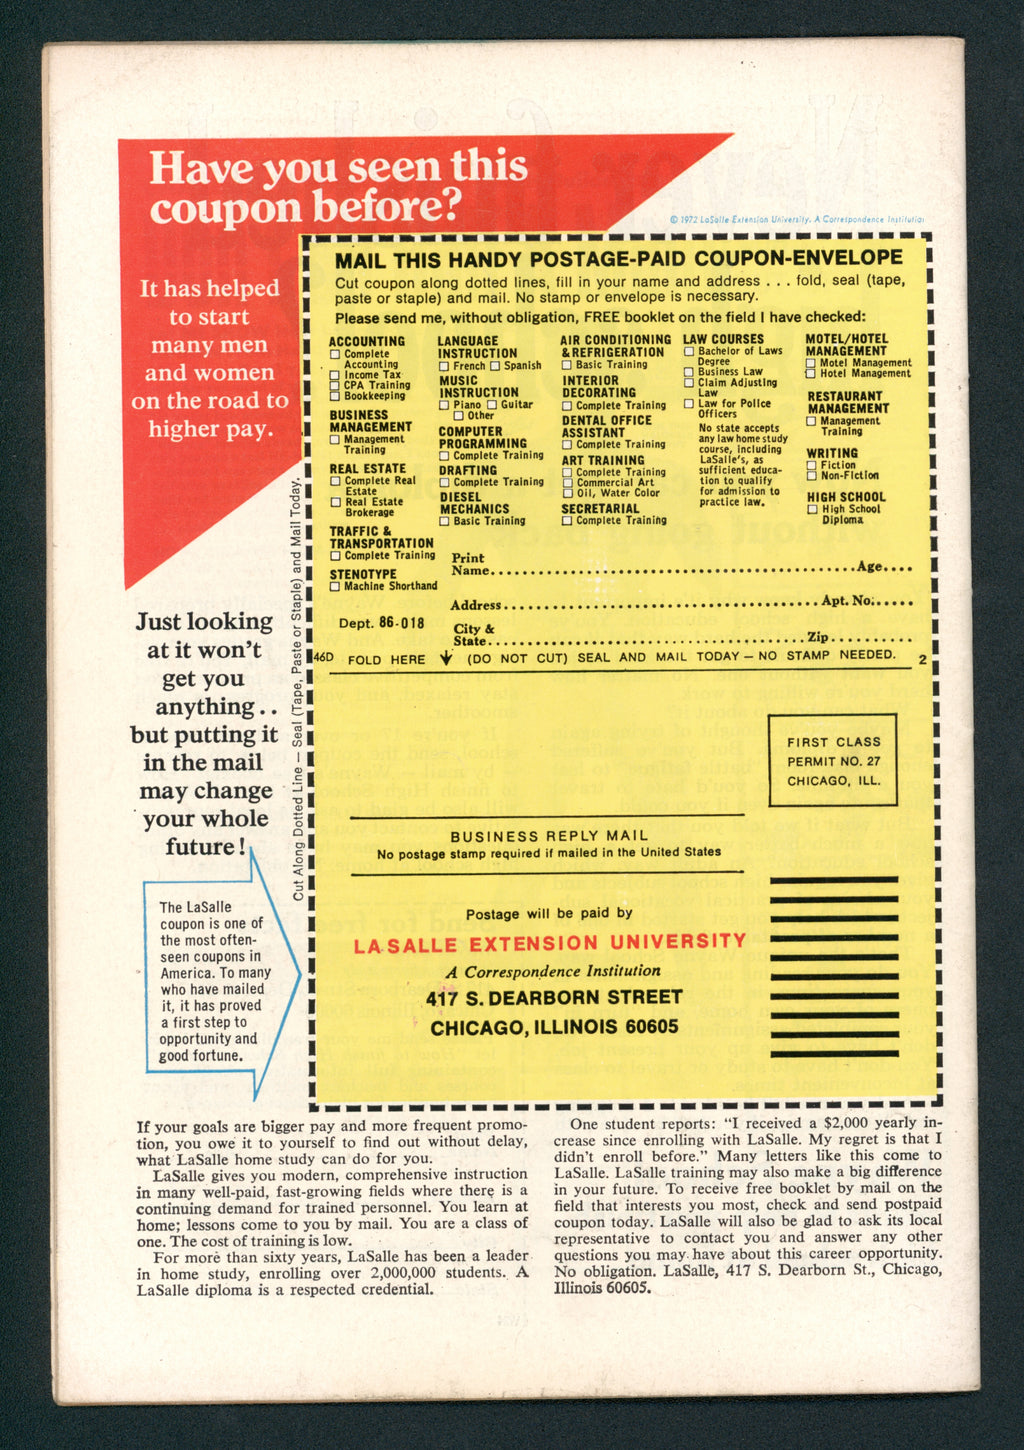 Have you seen this
coupon before?
© 1972 LaSalle Extension University. A Correspondence Institution
It has helped
to start
many men
and women
on the road to
higher pay.
MAIL THIS HANDY POSTAGE-PAID COUPON-ENVELOPE
Cut coupon along dotted lines, fill in your name and address . . . fold, seal (tape,
paste or staple) and mail. No stamp or envelope is necessary.
Please send me, without obligation, FREE booklet on the field I have checked:
ACCOUNTING
☐ Complete
Accounting
☐ Income Tax
☐ CPA Training
☐ Bookkeeping
BUSINESS
MANAGEMENT
☐ Management
Training
REAL ESTATE
☐ Complete Real
Estate
☐ Real Estate
Brokerage
TRAFFIC &
TRANSPORTATION
☐ Complete Training
STENOTYPE
☐ Machine Shorthand
LANGUAGE
INSTRUCTION
☐ French ☐ Spanish
MUSIC
INSTRUCTION
☐ Piano ☐ Guitar
☐ Other
COMPUTER
PROGRAMMING
☐ Complete Training
DRAFTING
☐ Complete Training
DIESEL
MECHANICS
☐ Basic Training
AIR CONDITIONING
& REFRIGERATION
☐ Basic Training
INTERIOR
DECORATING
☐ Complete Training
DENTAL OFFICE
ASSISTANT
☐ Complete Training
ART TRAINING
☐ Complete Training
☐ Commercial Art
☐ Oil, Water Color
SECRETARIAL
☐ Complete Training
LAW COURSES
☐ Bachelor of Laws
Degree
☐ Business Law
☐ Claim Adjusting
Law
☐ Law for Police
Officers
No state accepts
any law home study
course, including
LaSalle's, as
sufficient educa-
tion to qualify
for admission to
practice law.
MOTEL/HOTEL
MANAGEMENT
☐ Motel Management
☐ Hotel Management
RESTAURANT
MANAGEMENT
☐ Management
Training
WRITING
☐ Fiction
☐ Non-Fiction
HIGH SCHOOL
☐ High School
Diploma
Print
Name.................................................Age....
Address..........................................Apt. No......
Dept. 86-018
City &
State..........................................Zip..........
46D FOLD HERE (DO NOT CUT) SEAL AND MAIL TODAY – NO STAMP NEEDED. 2
Cut Along Dotted Line — Seal (Tape, Paste or Staple) and Mail Today.
FIRST CLASS
PERMIT NO. 27
CHICAGO, ILL.
BUSINESS REPLY MAIL
No postage stamp required if mailed in the United States
Postage will be paid by
LA SALLE EXTENSION UNIVERSITY
A Correspondence Institution
417 S. DEARBORN STREET
CHICAGO, ILLINOIS 60605
Just looking
at it won't
get you
anything..
but putting it
in the mail
may change
your whole
future!
The LaSalle
coupon is one of
the most often-
seen coupons in
America. To many
who have mailed
it, it has proved
a first step to
opportunity and
good fortune.
If your goals are bigger pay and more frequent promo-
tion, you owe it to yourself to find out without delay,
what LaSalle home study can do for you.
LaSalle gives you modern, comprehensive instruction
in many well-paid, fast-growing fields where there is a
continuing demand for trained personnel. You learn at
home; lessons come to you by mail. You are a class of
one. The cost of training is low.
For more than sixty years, LaSalle has been a leader
in home study, enrolling over 2,000,000 students. A
LaSalle diploma is a respected credential.
One student reports: "I received a $2,000 yearly in-
crease since enrolling with LaSalle. My regret is that I
didn't enroll before." Many letters like this come to
LaSalle. LaSalle training may also make a big difference
in your future. To receive free booklet by mail on the
field that interests you most, check and send postpaid
coupon today. LaSalle will also be glad to ask its local
representative to contact you and answer any other
questions you may have about this career opportunity.
No obligation. LaSalle, 417 S. Dearborn St., Chicago,
Illinois 60605.